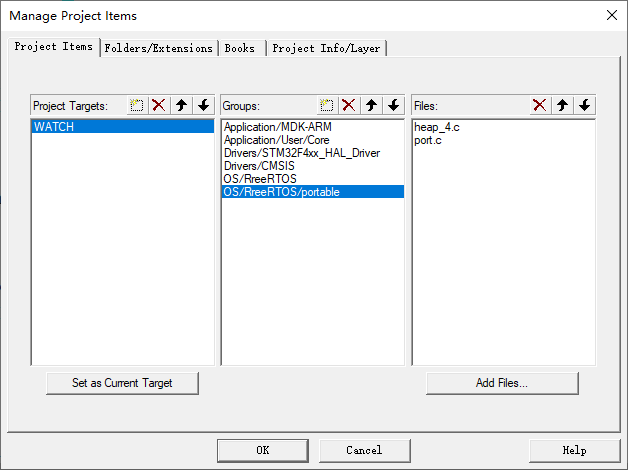 Manage Project Items
Project Items
Folders/Extensions
Books
Project Info/Layer
Project Targets:
WATCH
Set as Current Target
Groups:
Application/MDK-ARM
Application/User/Core
Drivers/STM32F4xx_HAL_Driver
Drivers/CMSIS
OS/RreeRTOS
OS/RreeRTOS/portable
Files:
heap_4.c
port.c
Add Files...
OK
Cancel
Help